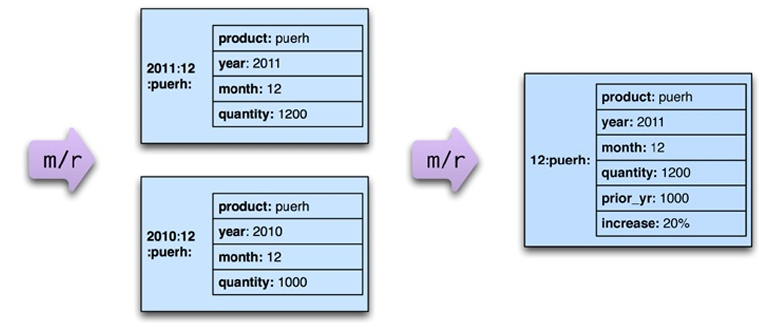 m/r
2011:12
:puerh:
product: puerh
year: 2011
month: 12
quantity: 1200
2010:12
:puerh:
product: puerh
year: 2010
month: 12
quantity: 1000
m/r
12:puerh:
product: puerh
year: 2011
month: 12
quantity: 1200
prior_yr: 1000
increase: 20%